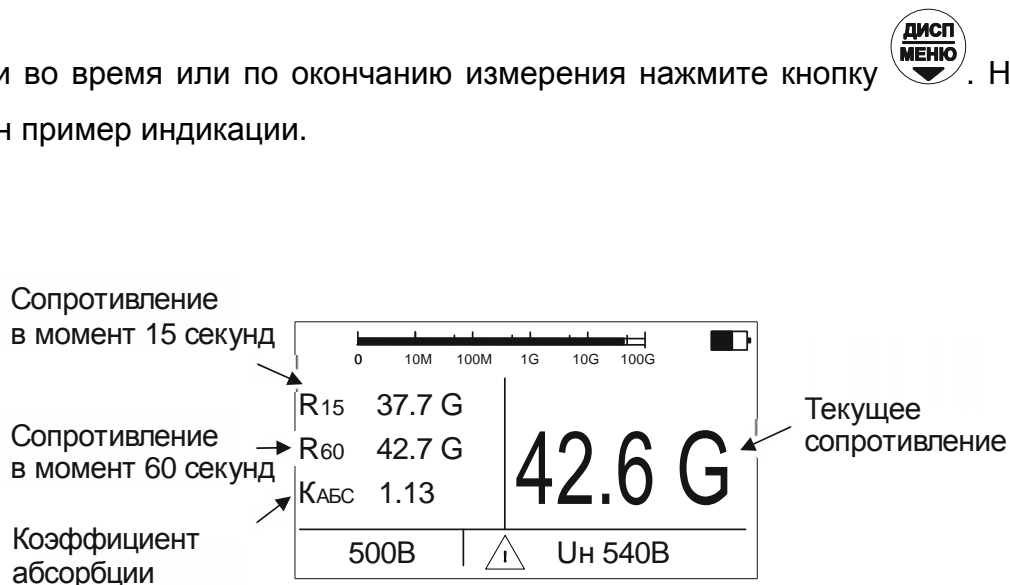 ДИСП
МЕНЮ
и во время или по окончанию измерения нажмите кнопку . Н
н пример индикации.
Сопротивление
в момент 15 секунд
Сопротивление
в момент 60 секунд
Коэффициент
абсорбции
0 10M 100M 1G 10G 100G
R15 37.7 G
R60 42.7 G
КАБС 1.13
42.6 G
500В
Uн 540В
Текущее
сопротивление